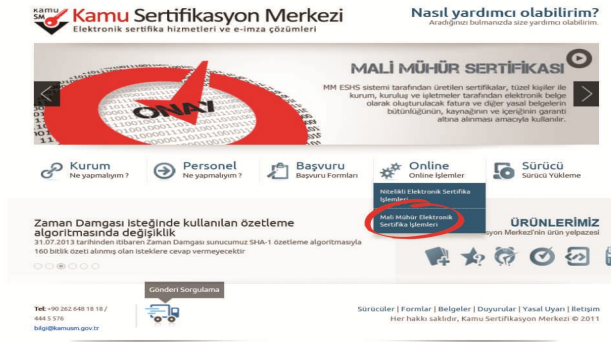 kamu
SM
Kamu Sertifikasyon Merkezi
Elektronik sertifika hizmetleri ve e-imza çözümleri
Nasıl yardımcı olabilirim?
Aradığınızı bulmanızda size yardımcı olabilirim.
ONAY
MALİ MÜHÜR SERTİFİKASI
MM ESHS sistemi tarafından üretilen sertifikalar, tüzel kişiler ile
kurum, kuruluş ve işletmeler tarafından elektronik belge
olarak oluşturulacak fatura ve diğer yasal belgelerin
bütünlüğünün, kaynağının ve içeriğinin garanti
altına alınması amacıyla kullanılır.
Kurum
Ne yapmalıyım ?
Personel
Ne yapmalıyım ?
Başvuru
Başvuru Formları
Online
Online İşlemler
Sürücü
Sürücü Yükleme
Nitelikli Elektronik Sertifika
İşlemleri
Mali Mühür Elektronik
Sertifika İşlemleri
Zaman Damgası isteğinde kullanılan özetleme
algoritmasında değişiklik
31.07.2013 tarihinden itibaren Zaman Damgası sunucumuz SHA-1 özetleme algoritmasıyla
160 bitlik özeti alınmış olan isteklere cevap vermeyecektir
ÜRÜNLERİMİZ
syon Merkezi'nin ürün yelpazesi
Gönderi Sorgulama
Tel: +90 262 648 18 18 /
444 5 576
bilgi@kamusm.gov.tr
Sürücüler | Formlar | Belgeler | Duyurular | Yasal Uyarı | İletişim
Her hakkı saklıdır, Kamu Sertifikasyon Merkezi © 2011